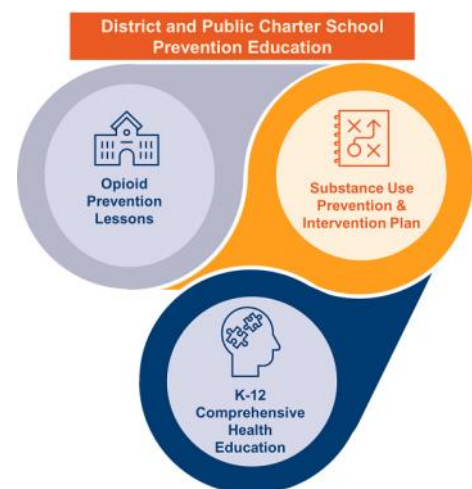 District and Public Charter School
Prevention Education
Opioid
Prevention
Lessons
Substance Use
Prevention &
Intervention Plan
K-12
Comprehensive
Health
Education